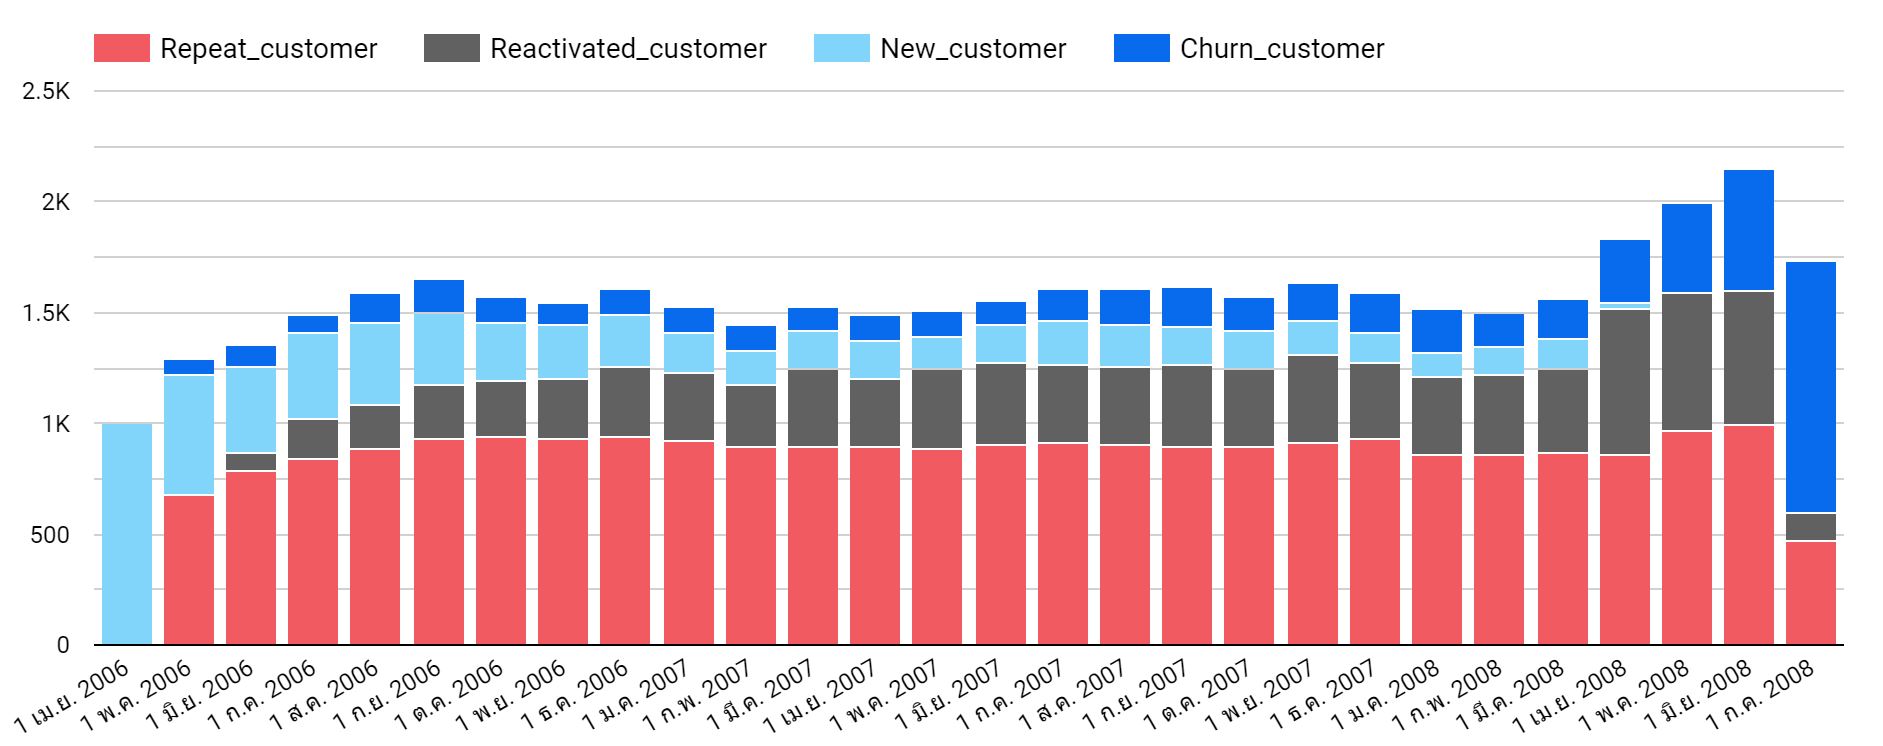 Repeat_customer Reactivated_customer New_customer Churn_customer
2.5K
2K
1.5K
1K
500
0
1 เม.ย. 2006
1 พ.ค. 2006
1 มิ.ย. 2006
1 ก.ค. 2006
1 ส.ค. 2006
1 ก.ย. 2006
1 ต.ค. 2006
1 พ.ย. 2006
1 ธ.ค. 2006
1 ม.ค. 2007
1 ก.พ. 2007
1 มี.ค. 2007
1 เม.ย. 2007
1 พ.ค. 2007
1 มิ.ย. 2007
1 ก.ค. 2007
1 ส.ค. 2007
1 ก.ย. 2007
1 ต.ค. 2007
1 พ.ย. 2007
1 ธ.ค. 2007
1 ม.ค. 2008
1 ก.พ. 2008
1 มี.ค. 2008
1 เม.ย. 2008
1 พ.ค. 2008
1 มิ.ย. 2008
1 ก.ค. 2008